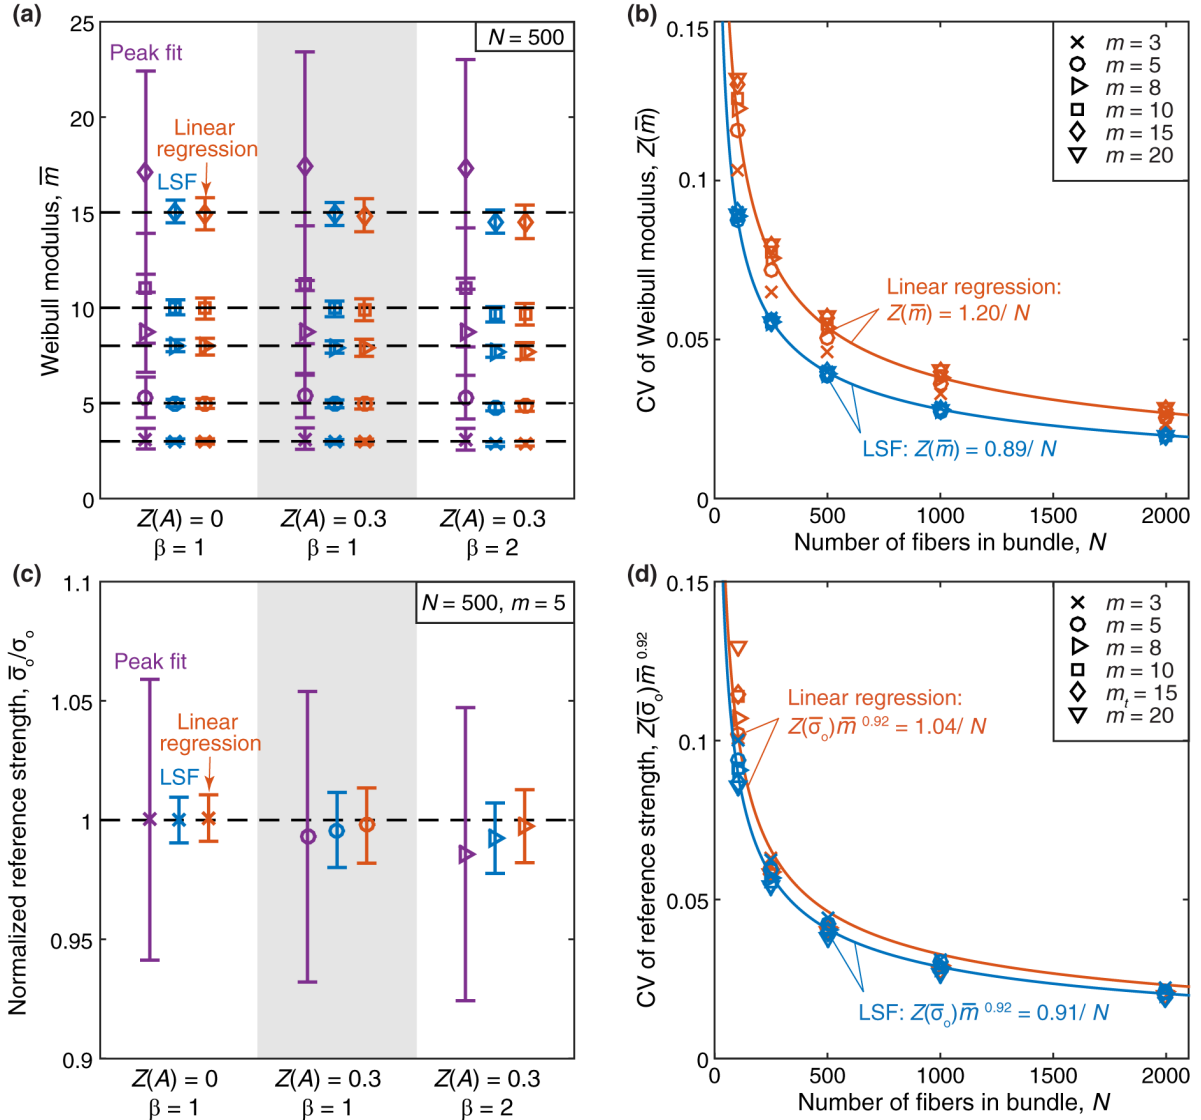 (a)
25
20
15
10
5
0
Weibull modulus, m̅
N = 500
Peak fit
Linear
regression
LSF
Z(A) = 0
β = 1
Z(A) = 0.3
β = 1
Z(A) = 0.3
β = 2
(b)
0.15
0.1
0.05
0
CV of Weibull modulus, Z(m̅)
m = 3
m = 5
m = 8
m = 10
m = 15
m = 20
Linear regression:
Z(m̅) = 1.20/ N
LSF: Z(m̅) = 0.89/ N
0
500
1000
1500
2000
Number of fibers in bundle, N
(c)
1.1
1.05
1
0.95
0.9
Normalized reference strength, σ̅ₒ/σₒ
N = 500, m = 5
Peak fit
Linear
regression
LSF
Z(A) = 0
β = 1
Z(A) = 0.3
β = 1
Z(A) = 0.3
β = 2
(d)
0.15
0.1
0.05
0
CV of reference strength, Z(σ̅ₒ)m̅ 0.92
m = 3
m = 5
m = 8
m = 10
mₜ = 15
m = 20
Linear regression:
Z(σ̅ₒ)m̅ 0.92 = 1.04/ N
LSF: Z(σ̅ₒ)m̅ 0.92 = 0.91/ N
0
500
1000
1500
2000
Number of fibers in bundle, N